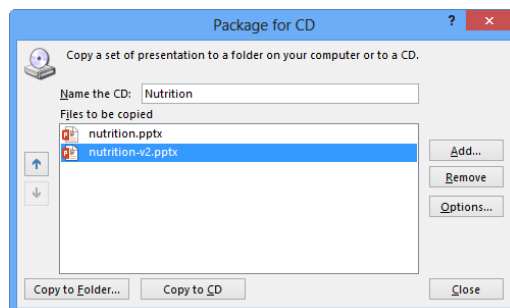 Package for CD
?
Copy a set of presentation to a folder on your computer or to a CD.
Name the CD: Nutrition
Files to be copied
nutrition.pptx
nutrition-v2.pptx
Add...
Remove
Options...
Copy to Folder...
Copy to CD
Close